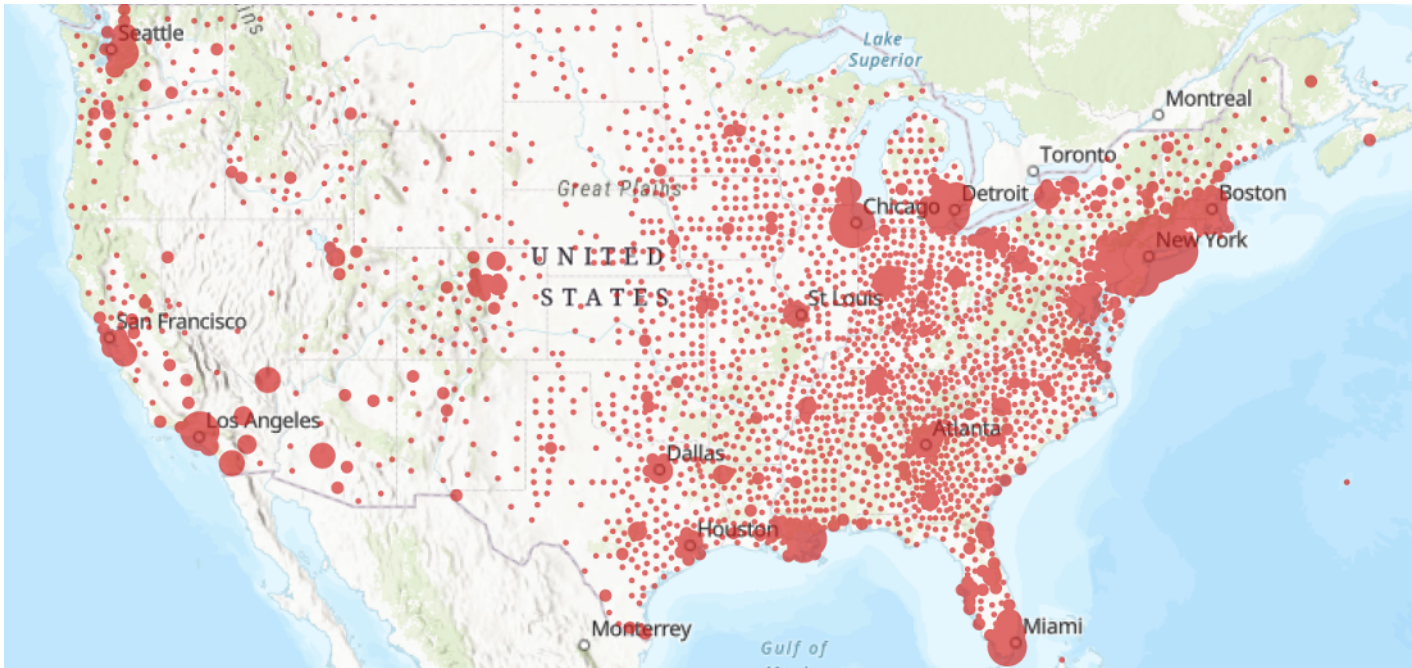 Seattle
ins
Lake
Superior
Montreal
Toronto
Great Plains
Detroit
Boston
Chicago
New York
UNITED
STATES
St Louis
San Francisco
Los Angeles
Atlanta
Dallas
Houston
Miami
Monterrey
Gulf of